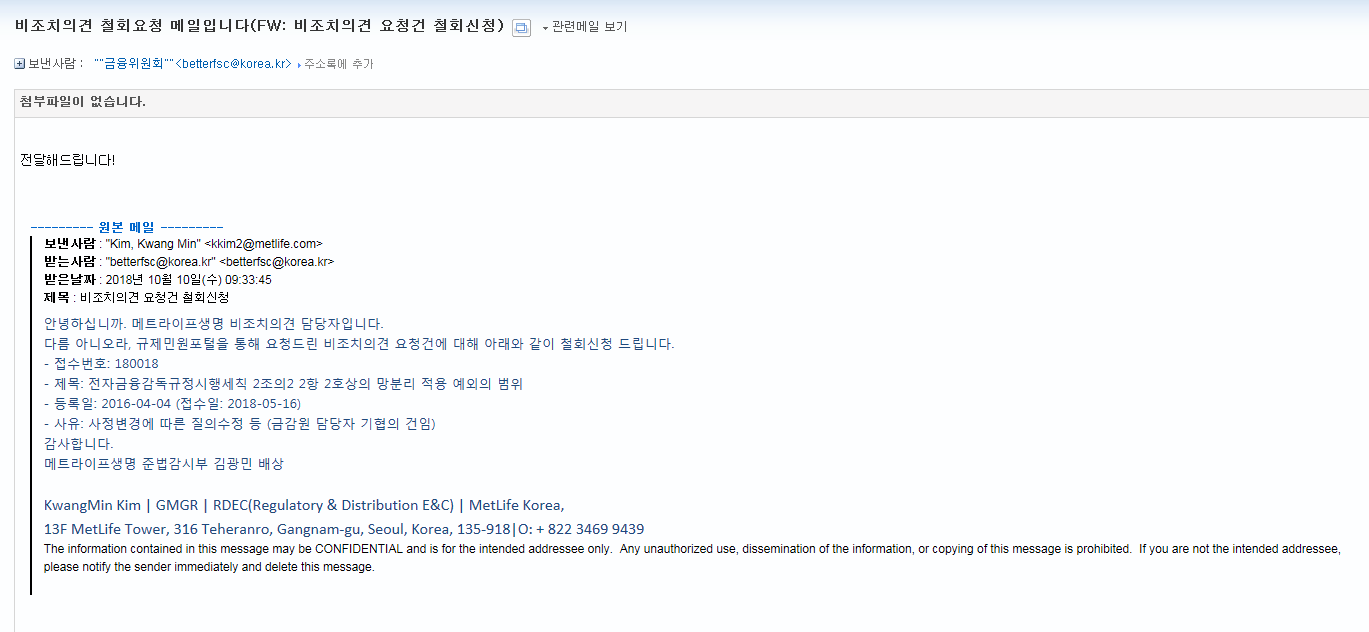 비조치의견 철회요청 메일입니다(FW: 비조치의견 요청건 철회신청) 관련메일 보기
보낸사람 : ""금융위원회""<betterfsc@korea.kr> 주소록에 추가
첨부파일이 없습니다.
전달해드립니다!
--------- 원본 메일 ---------
보낸사람 : "Kim, Kwang Min" <kkim2@metlife.com>
받는사람 : "betterfsc@korea.kr" <betterfsc@korea.kr>
받은날짜 : 2018년 10월 10일(수) 09:33:45
제목 : 비조치의견 요청건 철회신청
안녕하십니까. 메트라이프생명 비조치의견 담당자입니다.
다름 아니오라, 규제민원포털을 통해 요청드린 비조치의견 요청건에 대해 아래와 같이 철회신청 드립니다.
- 접수번호: 180018
- 제목: 전자금융감독규정시행세칙 2조의2 2항 2호상의 망분리 적용 예외의 범위
- 등록일: 2016-04-04 (접수일: 2018-05-16)
- 사유: 사정변경에 따른 질의수정 등 (금감원 담당자 기협의 건임)
감사합니다.
메트라이프생명 준법감시부 김광민 배상
KwangMin Kim | GMGR | RDEC(Regulatory & Distribution E&C) | MetLife Korea,
13F MetLife Tower, 316 Teheranro, Gangnam-gu, Seoul, Korea, 135-918|O: + 822 3469 9439
The information contained in this message may be CONFIDENTIAL and is for the intended addressee only.  Any unauthorized use, dissemination of the information, or copying of this message is prohibited.  If you are not the intended addressee,
please notify the sender immediately and delete this message.